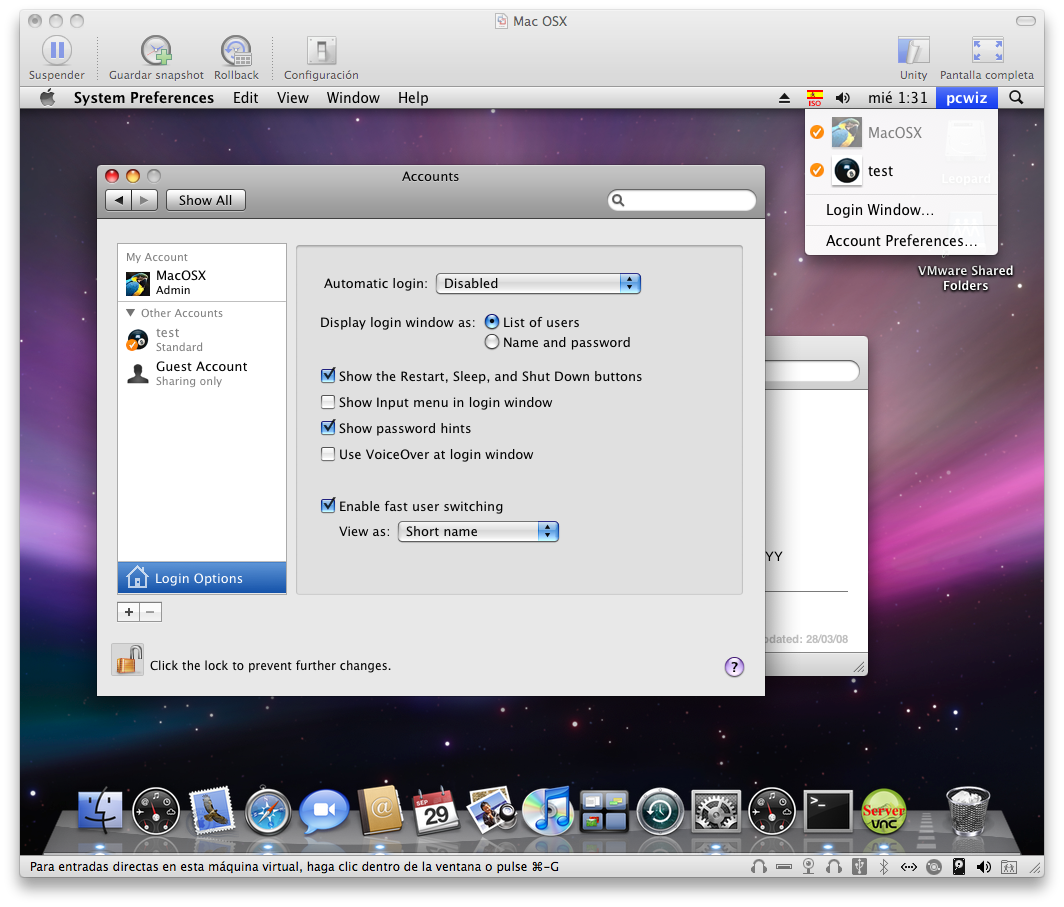 Mac OSX
Suspender
Guardar snapshot
Rollback
Configuración
Unity
Pantalla completa
System Preferences Edit View Window Help
ISO
mié 1:31
pcwiz
MacOSX
test
Login Window...
Account Preferences...
Leopard
VMware Shared
Folders
Accounts
Show All
My Account
MacOSX
Admin
Other Accounts
test
Standard
Guest Account
Sharing only
Login Options
+ −
Automatic login: Disabled
Display login window as: List of users
Name and password
Show the Restart, Sleep, and Shut Down buttons
Show Input menu in login window
Show password hints
Use VoiceOver at login window
Enable fast user switching
View as: Short name
Click the lock to prevent further changes.
?
YY
dated: 28/03/08
SEP
29
@
>_
Server
VNC
Para entradas directas en esta máquina virtual, haga clic dentro de la ventana o pulse ⌘-G